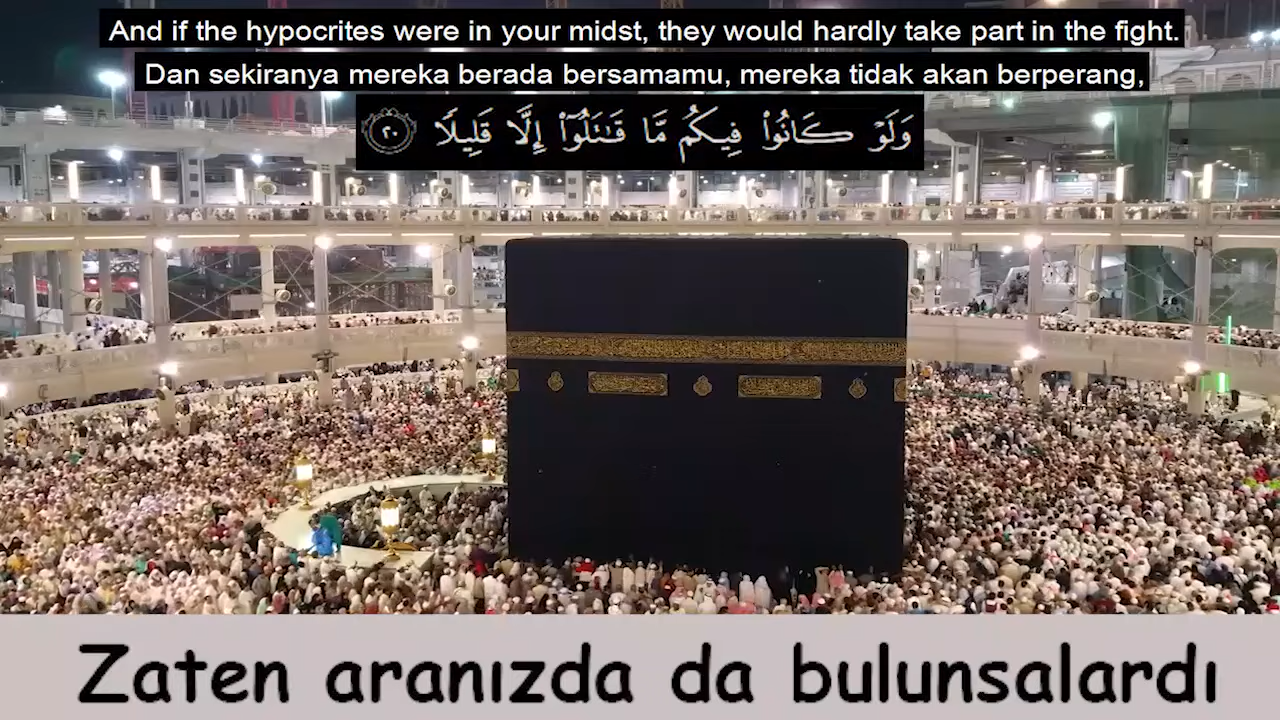 And if the hypocrites were in your midst, they would hardly take part in the fight.
Dan sekiranya mereka berada bersamamu, mereka tidak akan berperang,
وَلَوْ كَانُوا۟ فِيكُم مَّا قَـٰتَلُوٓا۟ إِلَّا قَلِيلًا ٢٠
Zaten aranızda da bulunsalardı